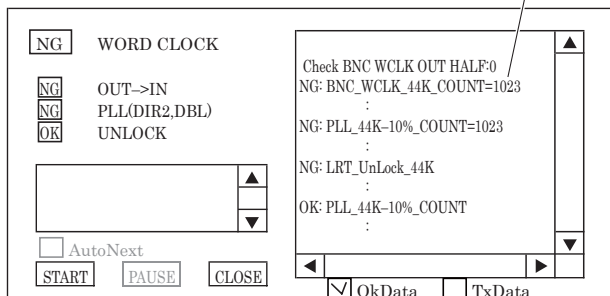 NG WORD CLOCK
NG OUT–>IN
NG PLL(DIR2,DBL)
OK UNLOCK
AutoNext
START PAUSE CLOSE
Check BNC WCLK OUT HALF:0
NG: BNC_WCLK_44K_COUNT=1023
:
NG: PLL_44K–10%_COUNT=1023
:
NG: LRT_UnLock_44K
:
OK: PLL_44K–10%_COUNT
:
OkData TxData